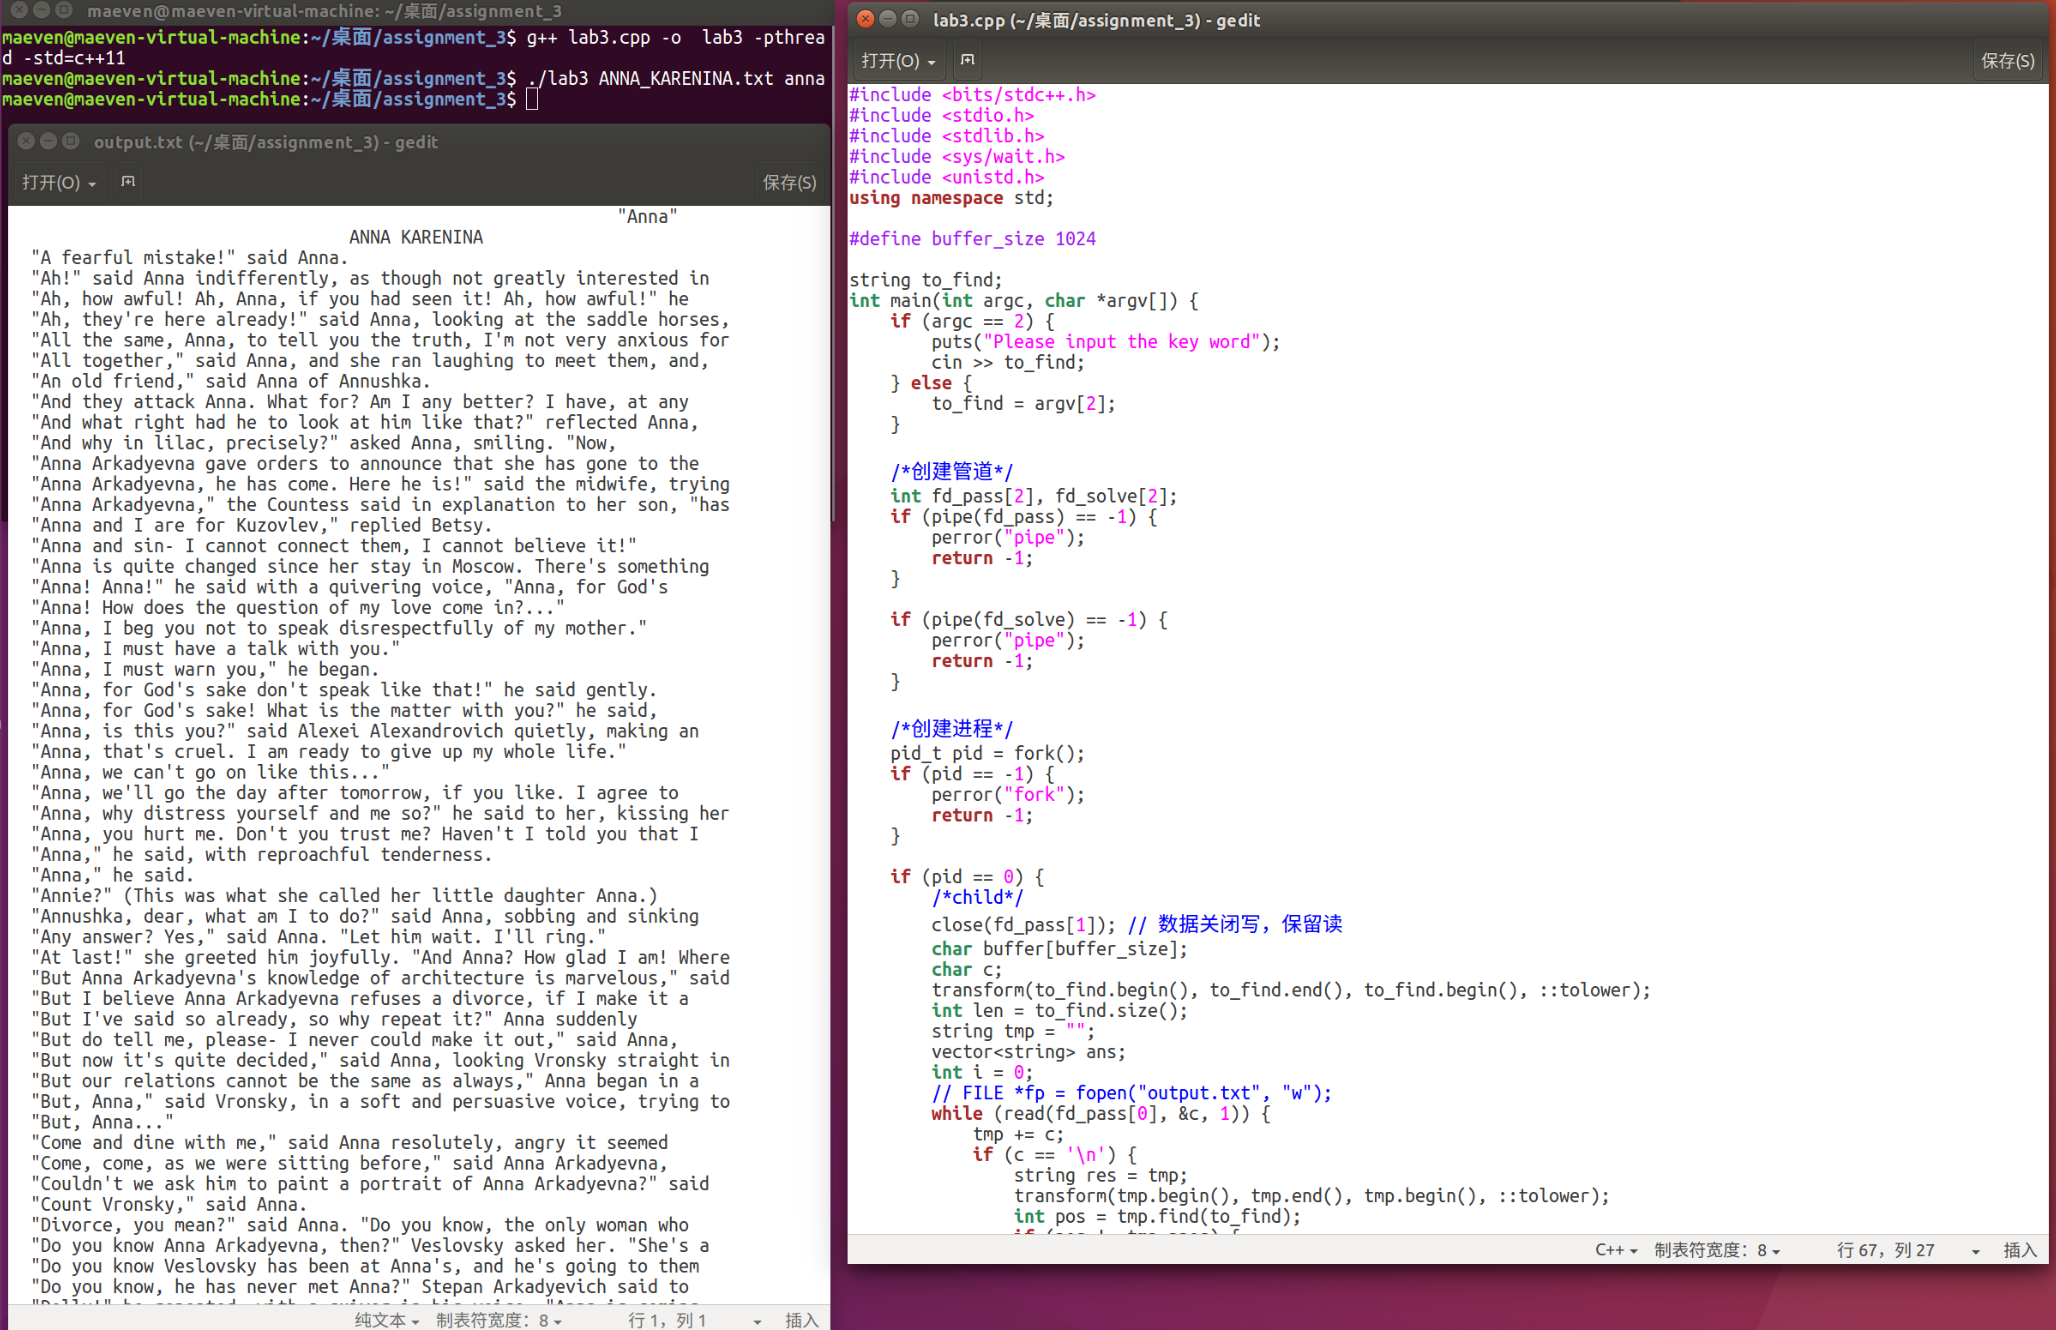 maeven@maeven-virtual-machine: ~/桌面/assignment_3
maeven@maeven-virtual-machine:~/桌面/assignment_3$ g++ lab3.cpp -o  lab3 -pthrea
d -std=c++11
maeven@maeven-virtual-machine:~/桌面/assignment_3$ ./lab3 ANNA_KARENINA.txt anna
maeven@maeven-virtual-machine:~/桌面/assignment_3$
output.txt (~/桌面/assignment_3) - gedit
打开(O)
保存(S)
"Anna"
ANNA KARENINA
"A fearful mistake!" said Anna.
"Ah!" said Anna indifferently, as though not greatly interested in
"Ah, how awful! Ah, Anna, if you had seen it! Ah, how awful!" he
"Ah, they're here already!" said Anna, looking at the saddle horses,
"All the same, Anna, to tell you the truth, I'm not very anxious for
"All together," said Anna, and she ran laughing to meet them, and,
"An old friend," said Anna of Annushka.
"And they attack Anna. What for? Am I any better? I have, at any
"And what right had he to look at him like that?" reflected Anna,
"And why in lilac, precisely?" asked Anna, smiling. "Now,
"Anna Arkadyevna gave orders to announce that she has gone to the
"Anna Arkadyevna, he has come. Here he is!" said the midwife, trying
"Anna Arkadyevna," the Countess said in explanation to her son, "has
"Anna and I are for Kuzovlev," replied Betsy.
"Anna and sin- I cannot connect them, I cannot believe it!"
"Anna is quite changed since her stay in Moscow. There's something
"Anna! Anna!" he said with a quivering voice, "Anna, for God's
"Anna! How does the question of my love come in?..."
"Anna, I beg you not to speak disrespectfully of my mother."
"Anna, I must have a talk with you."
"Anna, I must warn you," he began.
"Anna, for God's sake don't speak like that!" he said gently.
"Anna, for God's sake! What is the matter with you?" he said,
"Anna, is this you?" said Alexei Alexandrovich quietly, making an
"Anna, that's cruel. I am ready to give up my whole life."
"Anna, we can't go on like this..."
"Anna, we'll go the day after tomorrow, if you like. I agree to
"Anna, why distress yourself and me so?" he said to her, kissing her
"Anna, you hurt me. Don't you trust me? Haven't I told you that I
"Anna," he said, with reproachful tenderness.
"Anna," he said.
"Annie?" (This was what she called her little daughter Anna.)
"Annushka, dear, what am I to do?" said Anna, sobbing and sinking
"Any answer? Yes," said Anna. "Let him wait. I'll ring."
"At last!" she greeted him joyfully. "And Anna? How glad I am! Where
"But Anna Arkadyevna's knowledge of architecture is marvelous," said
"But I believe Anna Arkadyevna refuses a divorce, if I make it a
"But I've said so already, so why repeat it?" Anna suddenly
"But do tell me, please- I never could make it out," said Anna,
"But now it's quite decided," said Anna, looking Vronsky straight in
"But our relations cannot be the same as always," Anna began in a
"But, Anna," said Vronsky, in a soft and persuasive voice, trying to
"But, Anna..."
"Come and dine with me," said Anna resolutely, angry it seemed
"Come, come, as we were sitting before," said Anna Arkadyevna,
"Couldn't we ask him to paint a portrait of Anna Arkadyevna?" said
"Count Vronsky," said Anna.
"Divorce, you mean?" said Anna. "Do you know, the only woman who
"Do you know Anna Arkadyevna, then?" Veslovsky asked her. "She's a
"Do you know Veslovsky has been at Anna's, and he's going to them
"Do you know, he has never met Anna?" Stepan Arkadyevich said to
纯文本 制表符宽度：8 行 1，列 1 插入
lab3.cpp (~/桌面/assignment_3) - gedit
打开(O)
保存(S)
#include <bits/stdc++.h>
#include <stdio.h>
#include <stdlib.h>
#include <sys/wait.h>
#include <unistd.h>
using namespace std;
#define buffer_size 1024
string to_find;
int main(int argc, char *argv[]) {
    if (argc == 2) {
        puts("Please input the key word");
        cin >> to_find;
    } else {
        to_find = argv[2];
    }
    /*创建管道*/
    int fd_pass[2], fd_solve[2];
    if (pipe(fd_pass) == -1) {
        perror("pipe");
        return -1;
    }
    if (pipe(fd_solve) == -1) {
        perror("pipe");
        return -1;
    }
    /*创建进程*/
    pid_t pid = fork();
    if (pid == -1) {
        perror("fork");
        return -1;
    }
    if (pid == 0) {
        /*child*/
        close(fd_pass[1]); // 数据关闭写，保留读
        char buffer[buffer_size];
        char c;
        transform(to_find.begin(), to_find.end(), to_find.begin(), ::tolower);
        int len = to_find.size();
        string tmp = "";
        vector<string> ans;
        int i = 0;
        // FILE *fp = fopen("output.txt", "w");
        while (read(fd_pass[0], &c, 1)) {
            tmp += c;
            if (c == '\n') {
                string res = tmp;
                transform(tmp.begin(), tmp.end(), tmp.begin(), ::tolower);
                int pos = tmp.find(to_find);
C++ 制表符宽度：8 行 67，列 27 插入